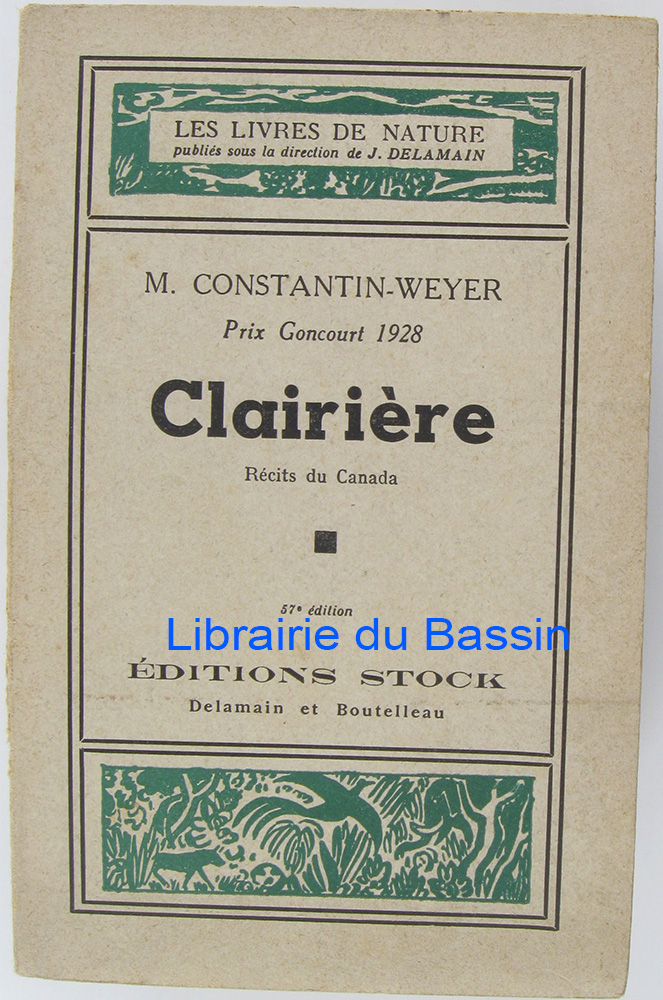 LES LIVRES DE NATURE
publiés sous la direction de J. DELAMAIN
M. CONSTANTIN-WEYER
Prix Goncourt 1928
Clairière
Récits du Canada
57e édition
Librairie du Bassin
ÉDITIONS STOCK
Delamain et Boutelleau